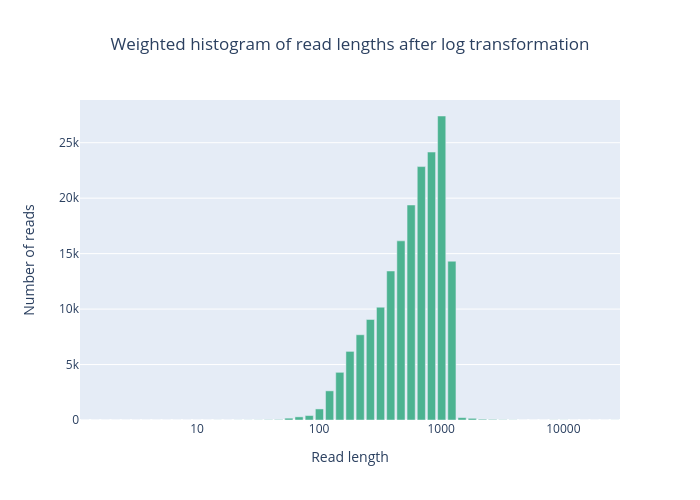 Weighted histogram of read lengths after log transformation
25k
20k
15k
10k
5k
0
Number of reads
10 100 1000 10000
Read length